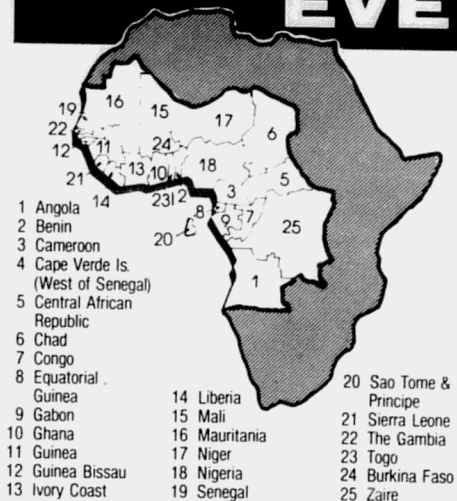 EVE
16
15
17
6
19
22
12
11
24
18
13
10
5
21
14
23
2
3
8
9
7
25
20
1
1 Angola
2 Benin
3 Cameroon
4 Cape Verde Is.
(West of Senegal)
5 Central African
Republic
6 Chad
7 Congo
8 Equatorial
Guinea
9 Gabon
10 Ghana
11 Guinea
12 Guinea Bissau
13 Ivory Coast
14 Liberia
15 Mali
16 Mauritania
17 Niger
18 Nigeria
19 Senegal
20 Sao Tome &
Principe
21 Sierra Leone
22 The Gambia
23 Togo
24 Burkina Faso
25 Zaire